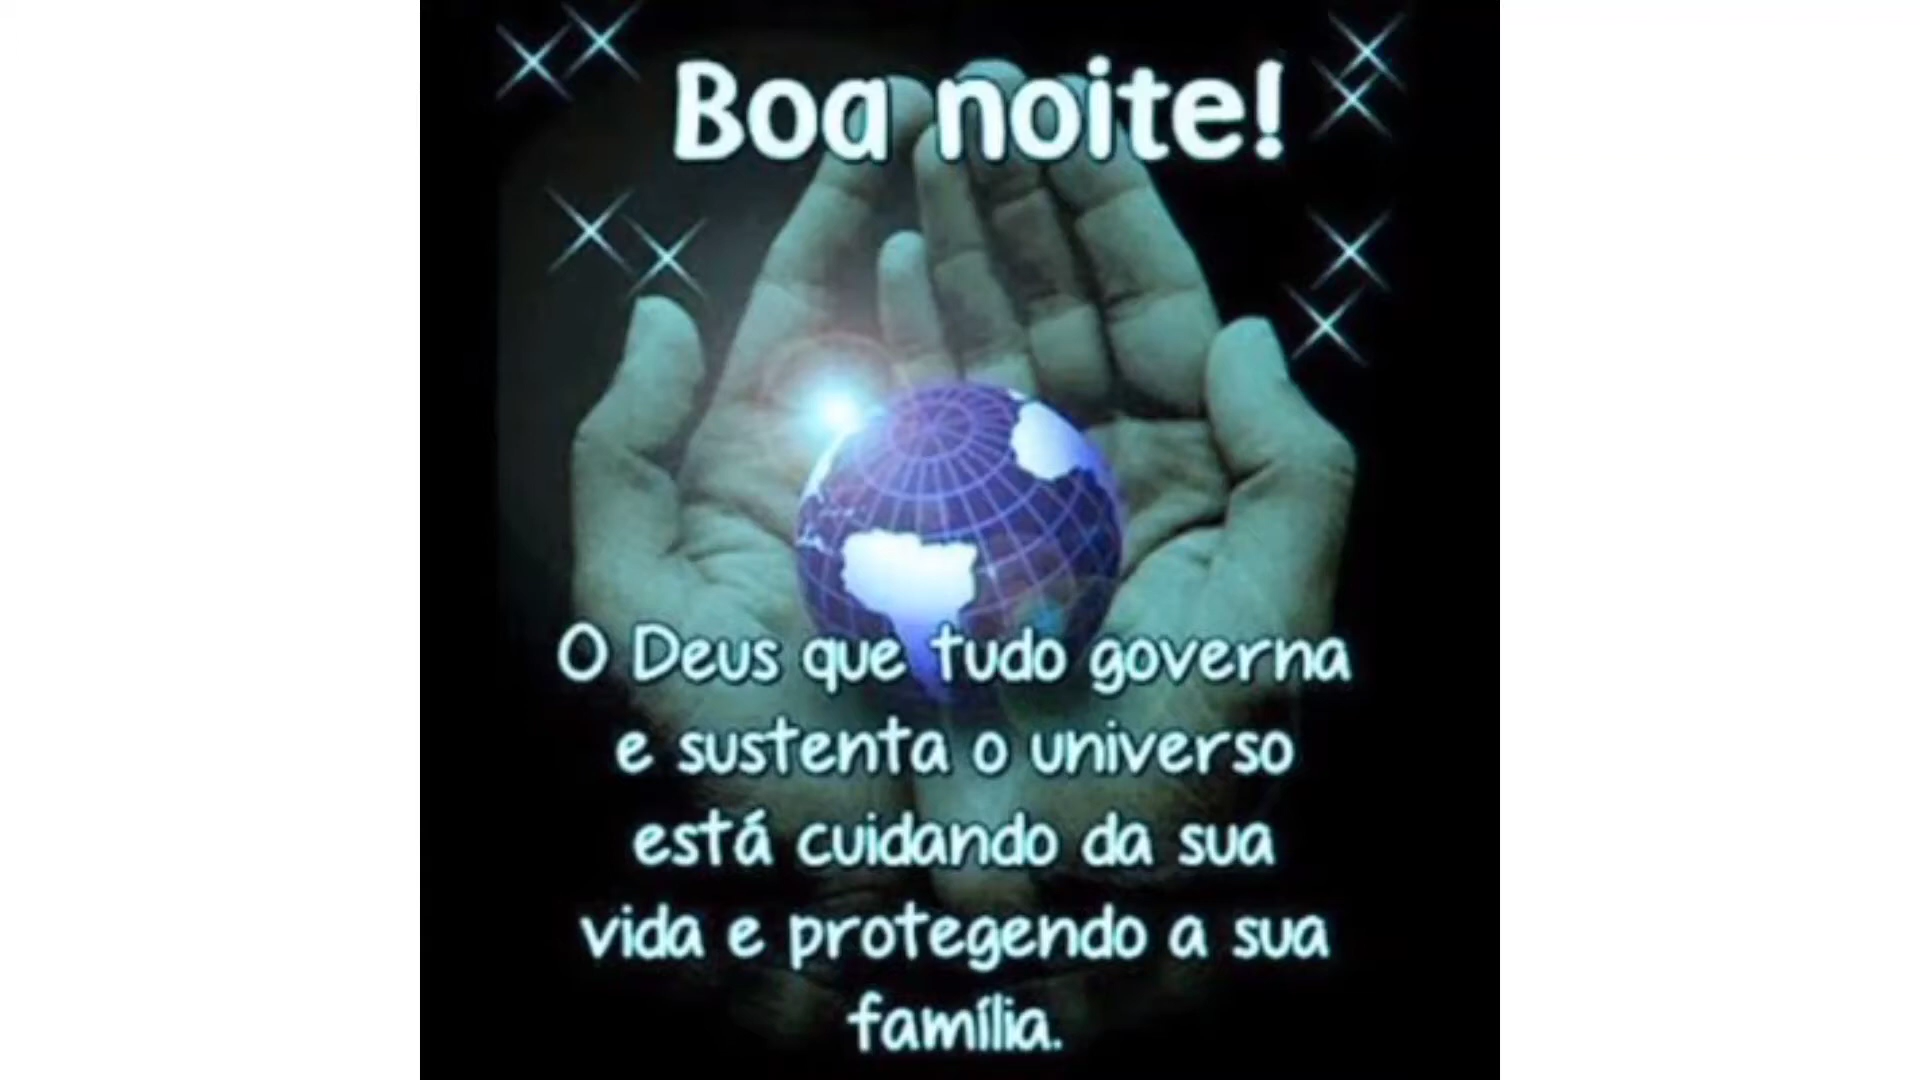 Boa noite!
O Deus que tudo governa
e sustenta o universo
está cuidando da sua
vida e protegendo a sua
família.